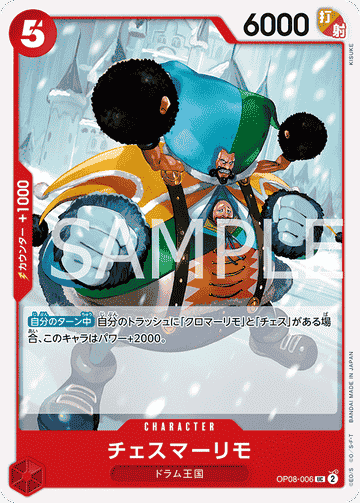 5
6000
打
射
KISUKE
カウンター +1000
SAMPLE
自分のターン中 自分のトラッシュに「クロマーリモ」と「チェス」がある場
合、このキャラはパワー+2000。
CHARACTER
チェスマーリモ
ドラム王国
OP08-006 UC 2
BANDAI MADE IN JAPAN
©E.O/S. ©O./S・F・T